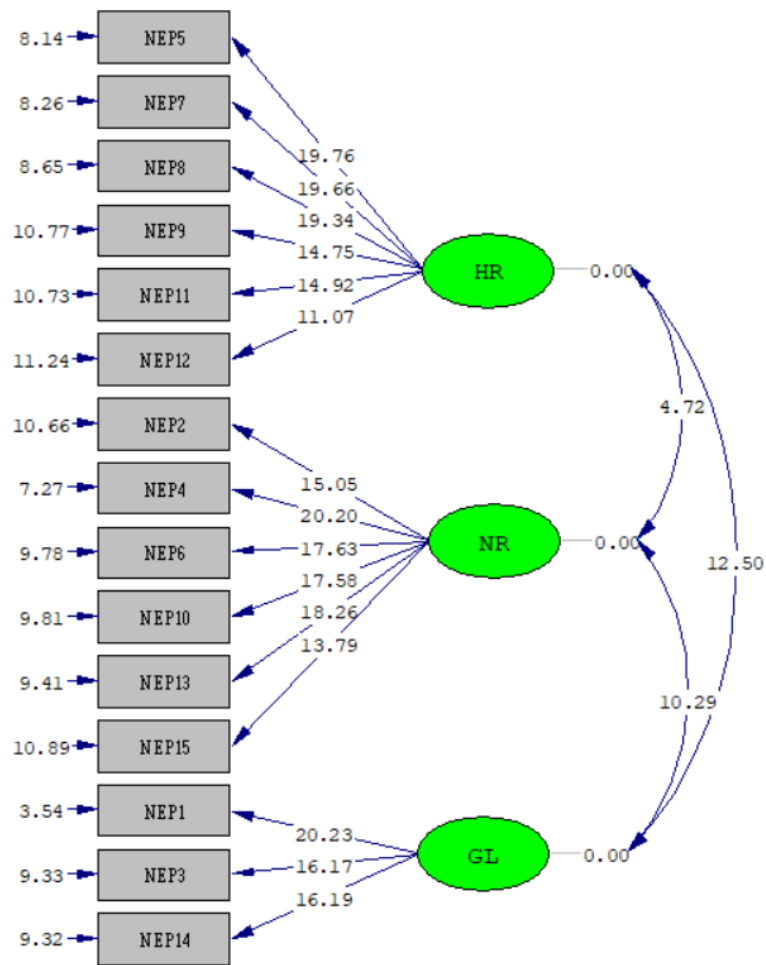 8.14 NEP5
8.26 NEP7
19.76
8.65 NEP8
19.66
19.34
10.77 NEP9
14.75
HR 0.00
10.73 NEP11
14.92
11.07
11.24 NEP12
4.72
10.66 NEP2
15.05
7.27 NEP4
20.20
NR 0.00
9.78 NEP6
17.63
12.50
17.58
9.81 NEP10
18.26
13.79
9.41 NEP13
10.29
10.89 NEP15
3.54 NEP1
20.23
GL 0.00
16.17
9.33 NEP3
16.19
9.32 NEP14